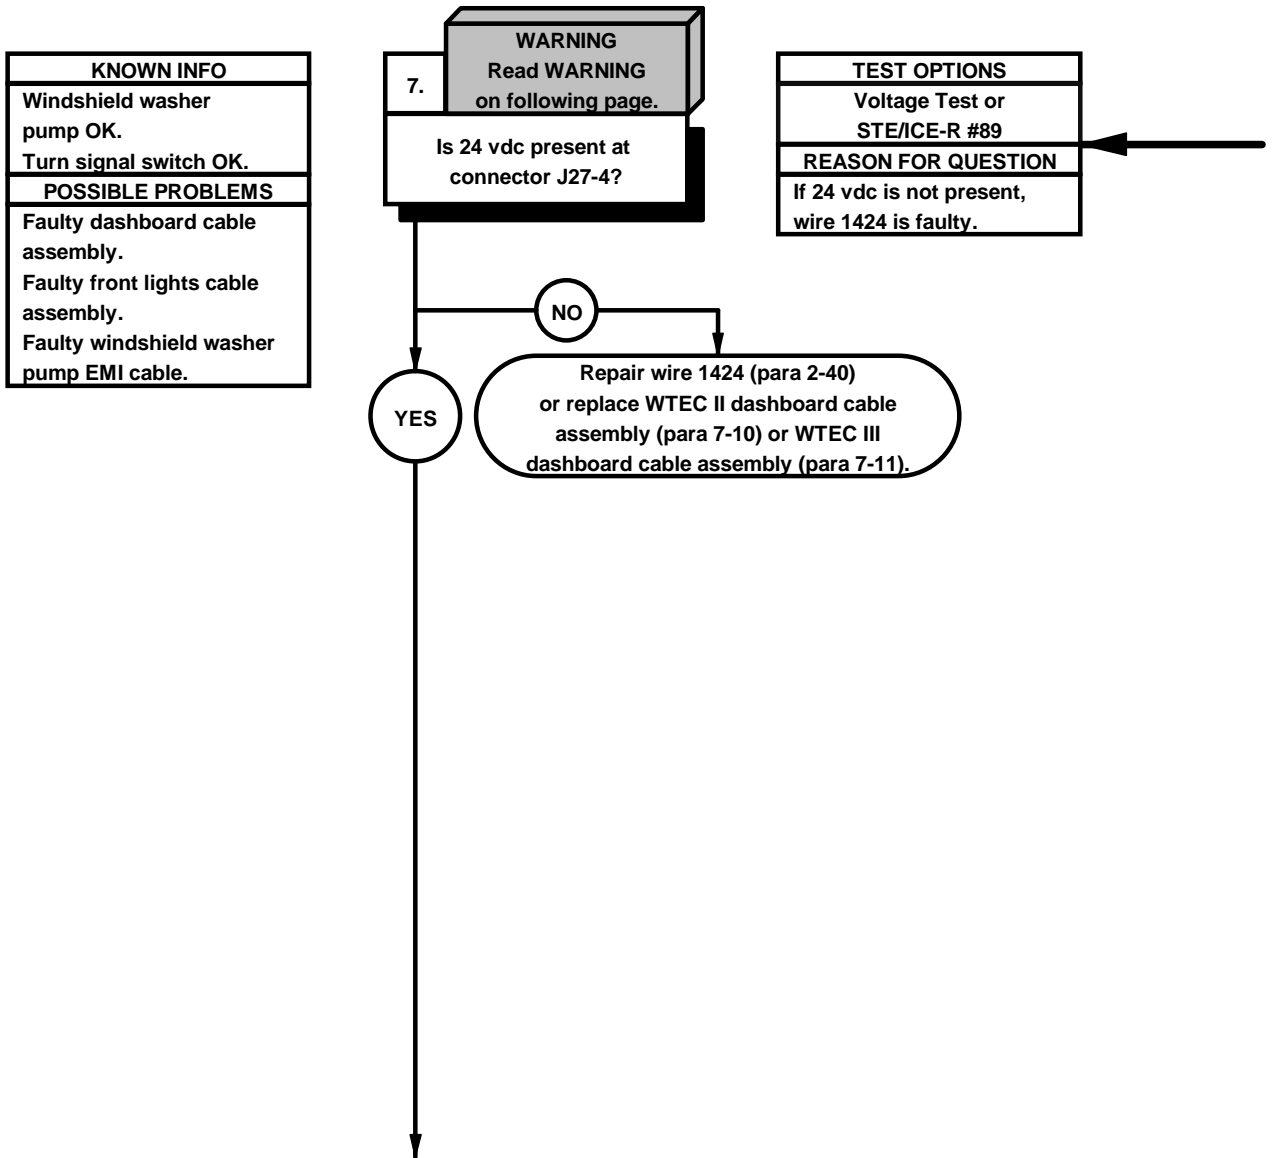 KNOWN INFO
Windshield washer
pump OK.
Turn signal switch OK.
POSSIBLE PROBLEMS
Faulty dashboard cable
assembly.
Faulty front lights cable
assembly.
Faulty windshield washer
pump EMI cable.
WARNING
Read WARNING
on following page.
7.
Is 24 vdc present at
connector J27-4?
TEST OPTIONS
Voltage Test or
STE/ICE-R #89
REASON FOR QUESTION
If 24 vdc is not present,
wire 1424 is faulty.
NO
YES
Repair wire 1424 (para 2-40)
or replace WTEC II dashboard cable
assembly (para 7-10) or WTEC III
dashboard cable assembly (para 7-11).